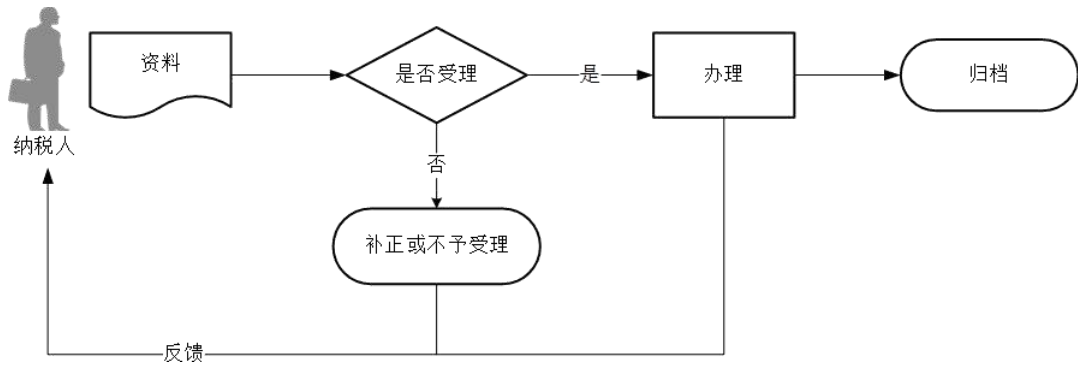 资料
是否受理
是
办理
归档
纳税人
否
补正或不予受理
反馈